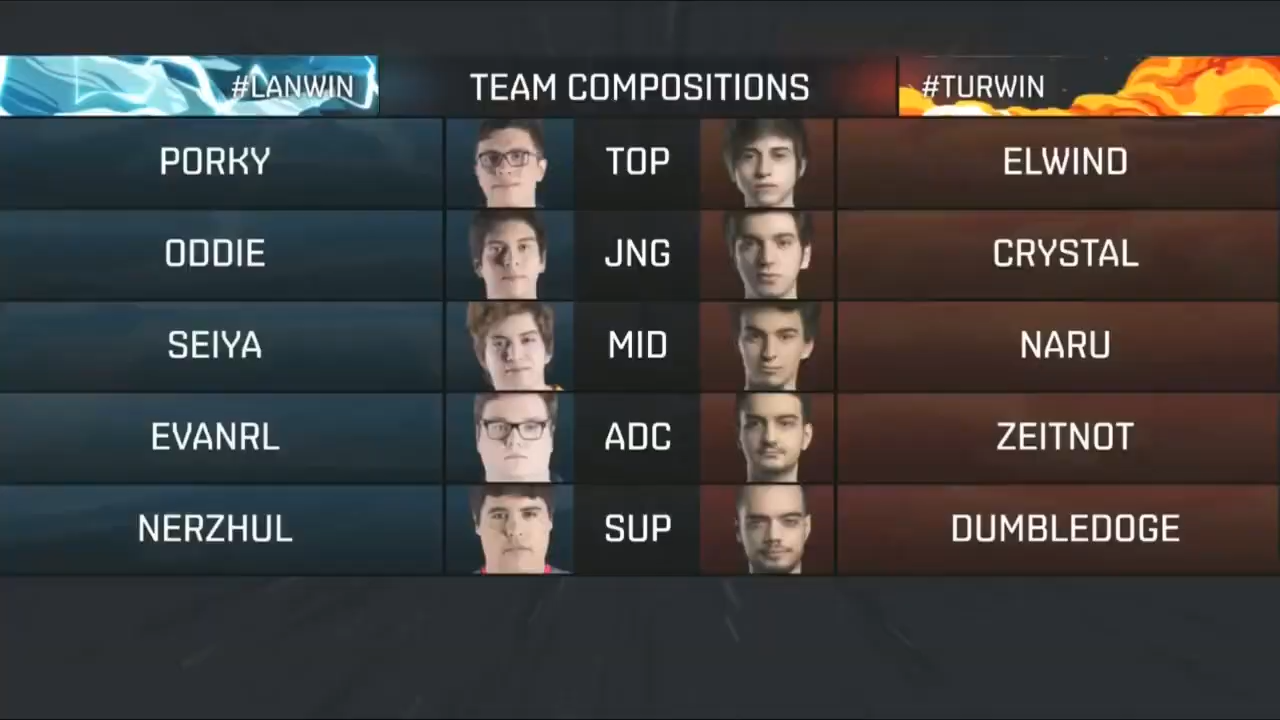 #LANWIN TEAM COMPOSITIONS #TURWIN
PORKY TOP ELWIND
ODDIE JNG CRYSTAL
SEIYA MID NARU
EVANRL ADC ZEITNOT
NERZHUL SUP DUMBLEDOGE